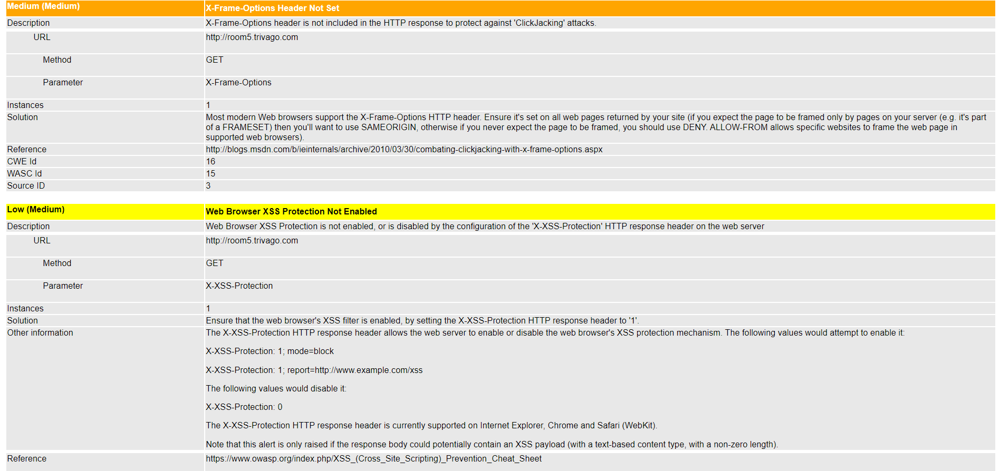 Medium (Medium) X-Frame-Options Header Not Set
Description X-Frame-Options header is not included in the HTTP response to protect against 'ClickJacking' attacks.
URL http://room5.trivago.com
Method GET
Parameter X-Frame-Options
Instances 1
Solution Most modern Web browsers support the X-Frame-Options HTTP header. Ensure it's set on all web pages returned by your site (if you expect the page to be framed only by pages on your server (e.g. it's part
of a FRAMESET) then you'll want to use SAMEORIGIN, otherwise if you never expect the page to be framed, you should use DENY. ALLOW-FROM allows specific websites to frame the web page in
supported web browsers).
Reference http://blogs.msdn.com/b/ieinternals/archive/2010/03/30/combating-clickjacking-with-x-frame-options.aspx
CWE Id 16
WASC Id 15
Source ID 3
Low (Medium) Web Browser XSS Protection Not Enabled
Description Web Browser XSS Protection is not enabled, or is disabled by the configuration of the 'X-XSS-Protection' HTTP response header on the web server
URL http://room5.trivago.com
Method GET
Parameter X-XSS-Protection
Instances 1
Solution Ensure that the web browser's XSS filter is enabled, by setting the X-XSS-Protection HTTP response header to '1'.
Other information The X-XSS-Protection HTTP response header allows the web server to enable or disable the web browser's XSS protection mechanism. The following values would attempt to enable it:
X-XSS-Protection: 1; mode=block
X-XSS-Protection: 1; report=http://www.example.com/xss
The following values would disable it:
X-XSS-Protection: 0
The X-XSS-Protection HTTP response header is currently supported on Internet Explorer, Chrome and Safari (WebKit).
Note that this alert is only raised if the response body could potentially contain an XSS payload (with a text-based content type, with a non-zero length).
Reference https://www.owasp.org/index.php/XSS_(Cross_Site_Scripting)_Prevention_Cheat_Sheet